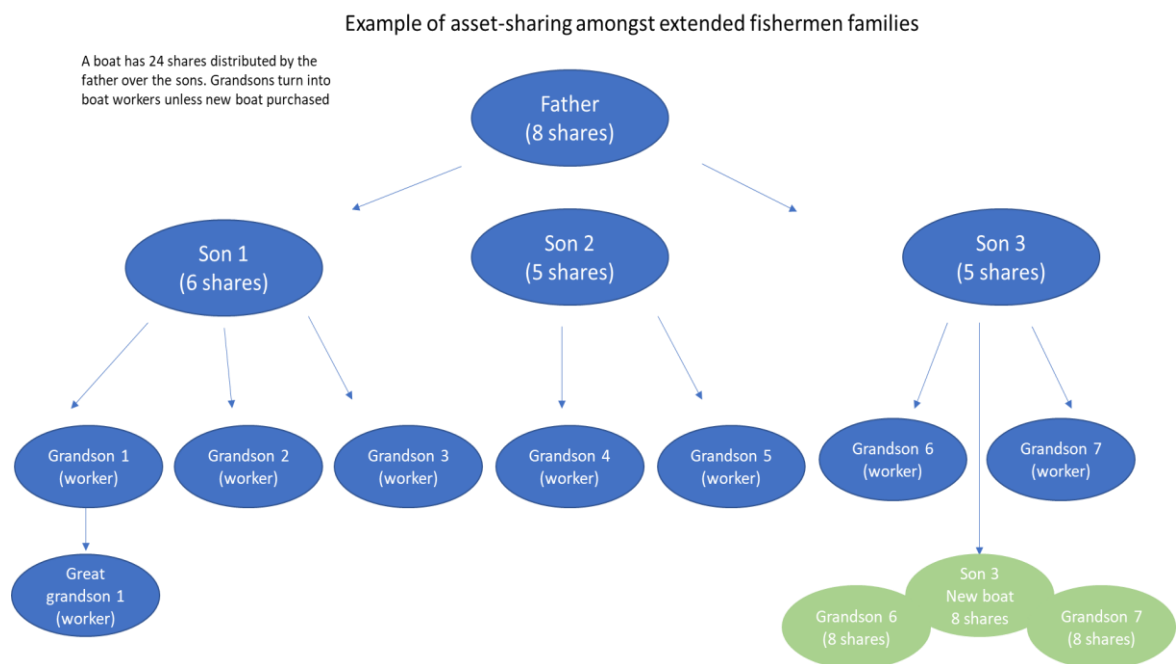 Example of asset-sharing amongst extended fishermen families
A boat has 24 shares distributed by the
father over the sons. Grandsons turn into
boat workers unless new boat purchased
Father
(8 shares)
Son 1
(6 shares)
Son 2
(5 shares)
Son 3
(5 shares)
Grandson 1
(worker)
Grandson 2
(worker)
Grandson 3
(worker)
Grandson 4
(worker)
Grandson 5
(worker)
Grandson 6
(worker)
Grandson 7
(worker)
Great
grandson 1
(worker)
Son 3
New boat
8 shares
Grandson 6
(8 shares)
Grandson 7
(8 shares)